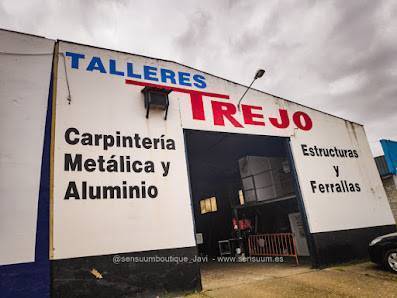 TALLERES
TREJO
Carpintería
Metálica y
Aluminio
Estructuras
y
Ferrallas
@sensuumboutique_Javi - www.sensuum.es